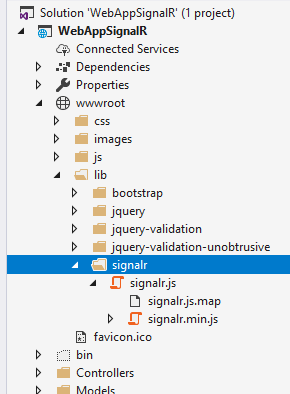 Solution 'WebAppSignalR' (1 project)
WebAppSignalR
Connected Services
Dependencies
Properties
wwwroot
css
images
js
lib
bootstrap
jquery
jquery-validation
jquery-validation-unobtrusive
signalr
signalr.js
signalr.js.map
signalr.min.js
favicon.ico
bin
Controllers
Models